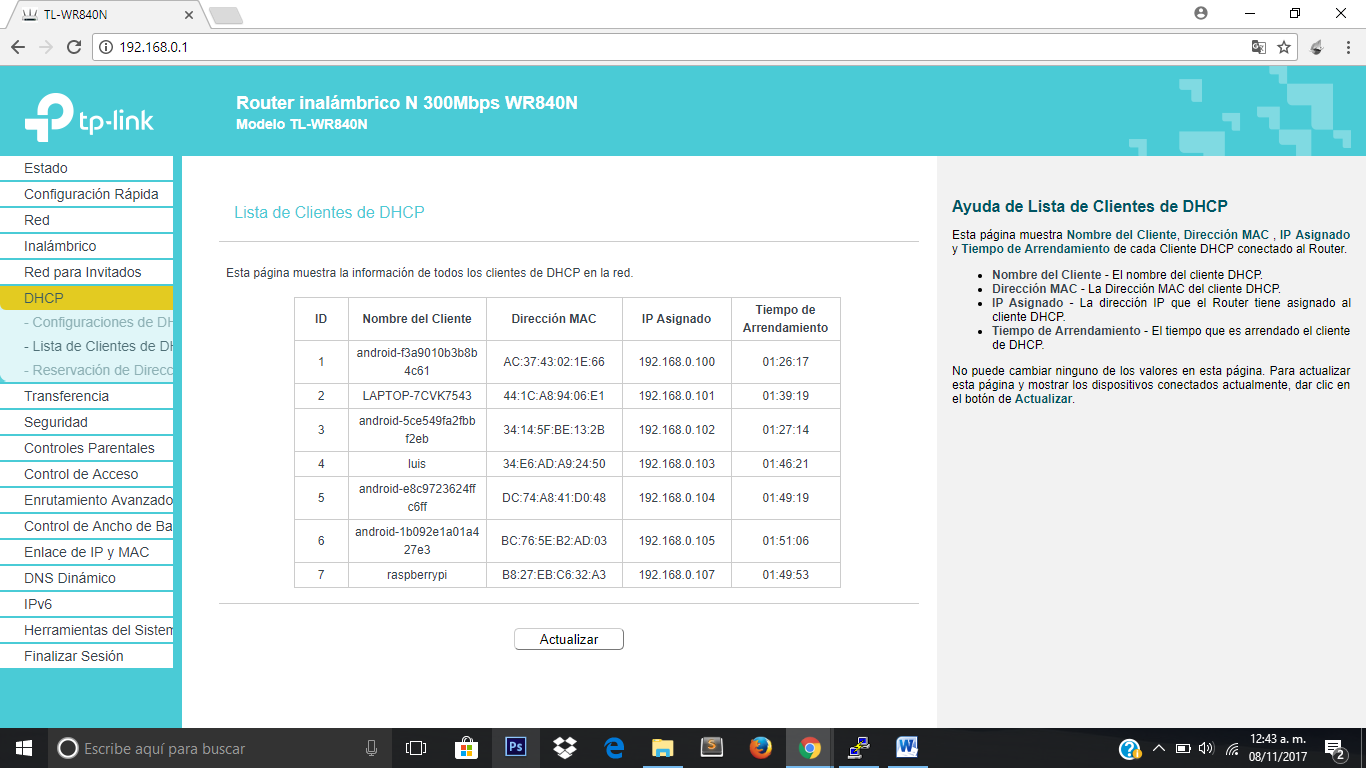 TL-WR840N
192.168.0.1
tp-link
Router inalámbrico N 300Mbps WR840N
Modelo TL-WR840N
Estado
Configuración Rápida
Red
Inalámbrico
Red para Invitados
DHCP
- Configuraciones de DH
- Lista de Clientes de DH
- Reservación de Direcc
Transferencia
Seguridad
Controles Parentales
Control de Acceso
Enrutamiento Avanzado
Control de Ancho de Ba
Enlace de IP y MAC
DNS Dinámico
IPv6
Herramientas del Sistem
Finalizar Sesión
Lista de Clientes de DHCP
Esta página muestra la información de todos los clientes de DHCP en la red.
ID Nombre del Cliente Dirección MAC IP Asignado Tiempo de
Arrendamiento
1 android-f3a9010b3b8b
4c61 AC:37:43:02:1E:66 192.168.0.100 01:26:17
2 LAPTOP-7CVK7543 44:1C:A8:94:06:E1 192.168.0.101 01:39:19
3 android-5ce549fa2fbb
f2eb 34:14:5F:BE:13:2B 192.168.0.102 01:27:14
4 luis 34:E6:AD:A9:24:50 192.168.0.103 01:46:21
5 android-e8c9723624ff
c6ff DC:74:A8:41:D0:48 192.168.0.104 01:49:19
6 android-1b092e1a01a4
27e3 BC:76:5E:B2:AD:03 192.168.0.105 01:51:06
7 raspberrypi B8:27:EB:C6:32:A3 192.168.0.107 01:49:53
Actualizar
Ayuda de Lista de Clientes de DHCP
Esta página muestra Nombre del Cliente, Dirección MAC , IP Asignado
y Tiempo de Arrendamiento de cada Cliente DHCP conectado al Router.
Nombre del Cliente - El nombre del cliente DHCP.
Dirección MAC - La Dirección MAC del cliente DHCP.
IP Asignado - La dirección IP que el Router tiene asignado al
cliente DHCP.
Tiempo de Arrendamiento - El tiempo que es arrendado el cliente
de DHCP.
No puede cambiar ninguno de los valores en esta página. Para actualizar
esta página y mostrar los dispositivos conectados actualmente, dar clic en
el botón de Actualizar.
Escribe aquí para buscar
Ps
S
W
12:43 a. m.
08/11/2017
2